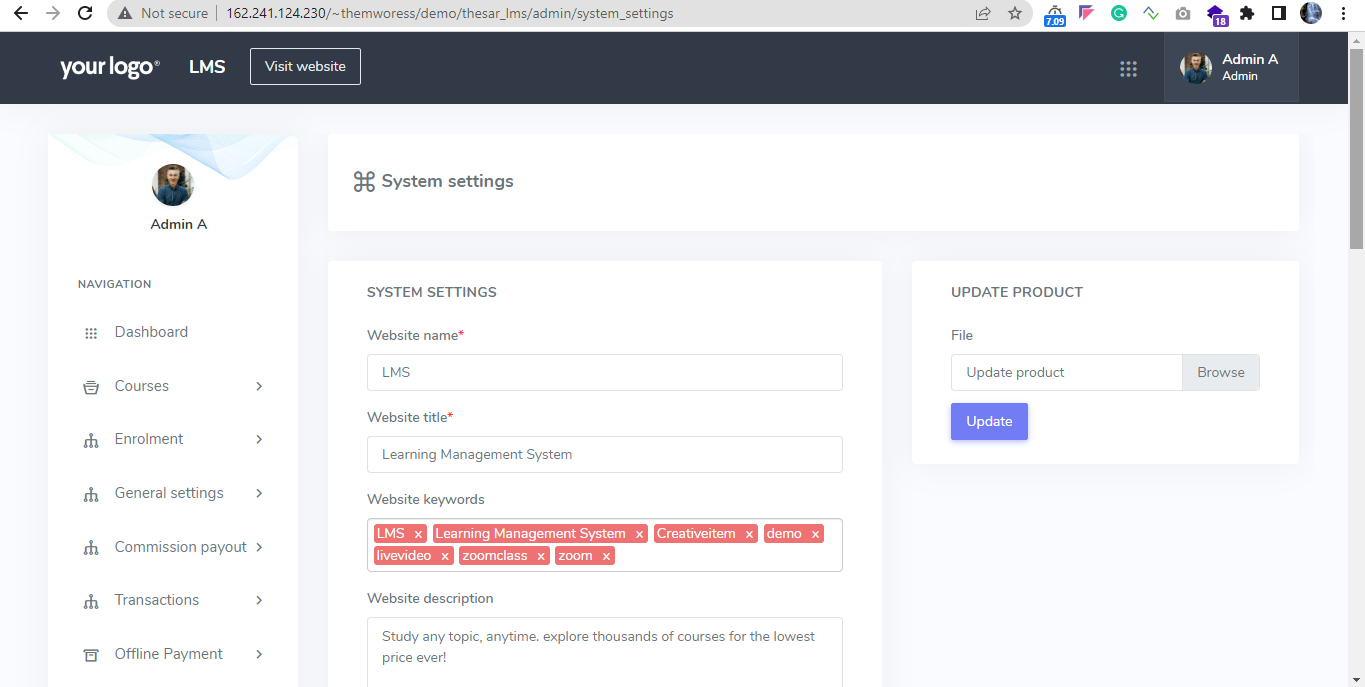 Not secure | 162.241.124.230/~themworess/demo/thesar_lms/admin/system_settings
7.09
18
your logo®
LMS
Visit website
Admin A
Admin
Admin A
NAVIGATION
Dashboard
Courses
Enrolment
General settings
Commission payout
Transactions
Offline Payment
System settings
SYSTEM SETTINGS
Website name*
LMS
Website title*
Learning Management System
Website keywords
LMS x Learning Management System x Creativeitem x demo x
livevideo x zoomclass x zoom x
Website description
Study any topic, anytime. explore thousands of courses for the lowest
price ever!
UPDATE PRODUCT
File
Update product Browse
Update